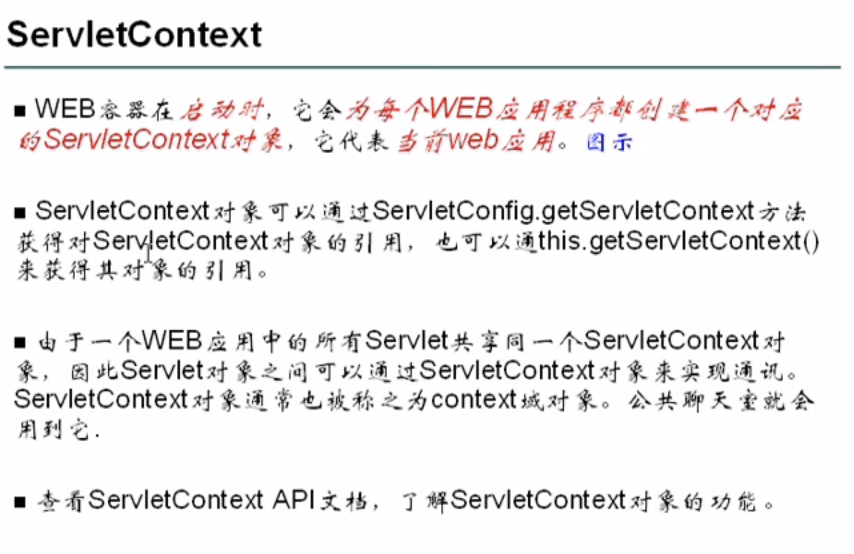 ServletContext
■ WEB容器在启动时，它会为每个WEB应用程序都创建一个对应
的ServletContext对象，它代表当前web应用。图示
■ ServletContext对象可以通过ServletConfig.getServletContext方法
获得对ServletContext对象的引用，也可以通this.getServletContext()
来获得其对象的引用。
■ 由于一个WEB应用中的所有Servlet共享同一个ServletContext对
象，因此Servlet对象之间可以通过ServletContext对象来实现通讯。
ServletContext对象通常也被称之为context域对象。公共聊天室就会
用到它.
■ 查看ServletContext API文档，了解ServletContext对象的功能。